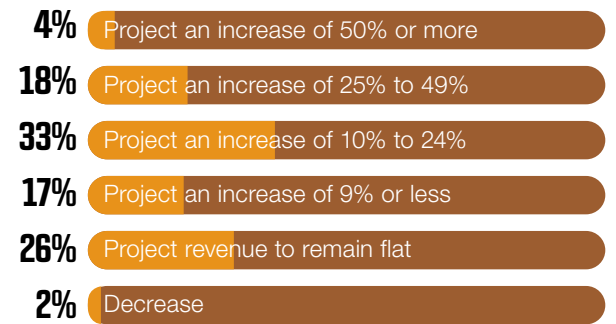 4% Project an increase of 50% or more
18% Project an increase of 25% to 49%
33% Project an increase of 10% to 24%
17% Project an increase of 9% or less
26% Project revenue to remain flat
2% Decrease